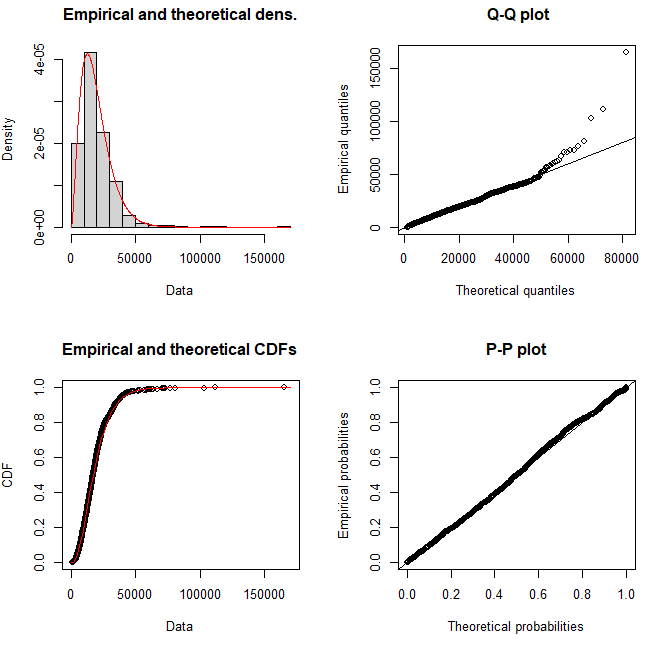 Empirical and theoretical dens.
Density
0e+00 2e-05 4e-05
0 50000 100000 150000
Data
Q-Q plot
Empirical quantiles
0 50000 100000 150000
0 20000 40000 60000 80000
Theoretical quantiles
Empirical and theoretical CDFs
CDF
0.0 0.2 0.4 0.6 0.8 1.0
0 50000 100000 150000
Data
P-P plot
Empirical probabilities
0.0 0.2 0.4 0.6 0.8 1.0
0.0 0.2 0.4 0.6 0.8 1.0
Theoretical probabilities